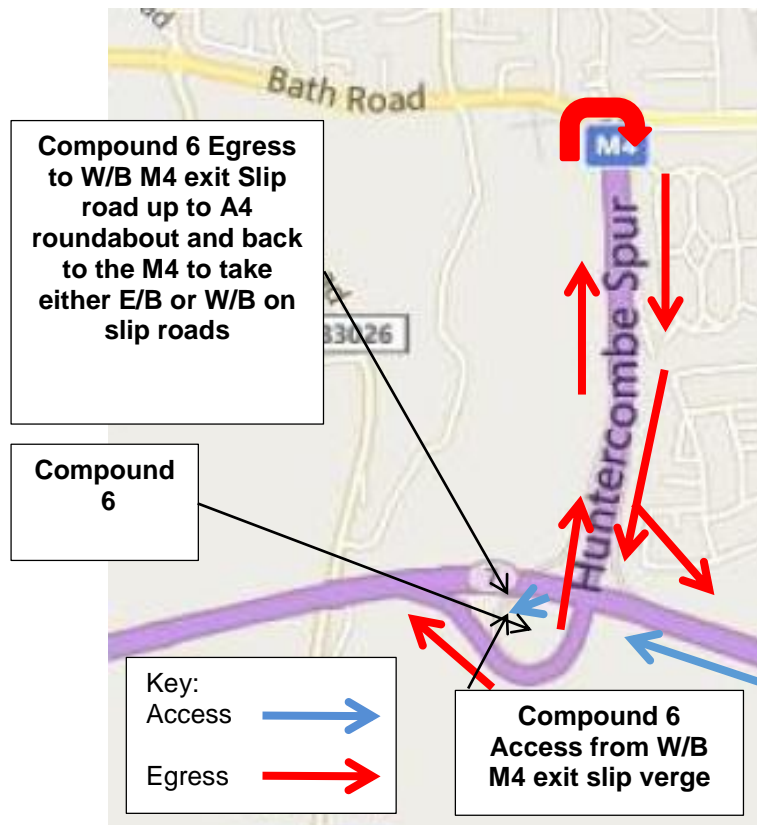 ad
Bath Road
Compound 6 Egress
to W/B M4 exit Slip
road up to A4
roundabout and back
to the M4 to take
either E/B or W/B on
slip roads
M4
Huntercombe Spur
Compound
6
Key:
Access
Egress
Compound 6
Access from W/B
M4 exit slip verge